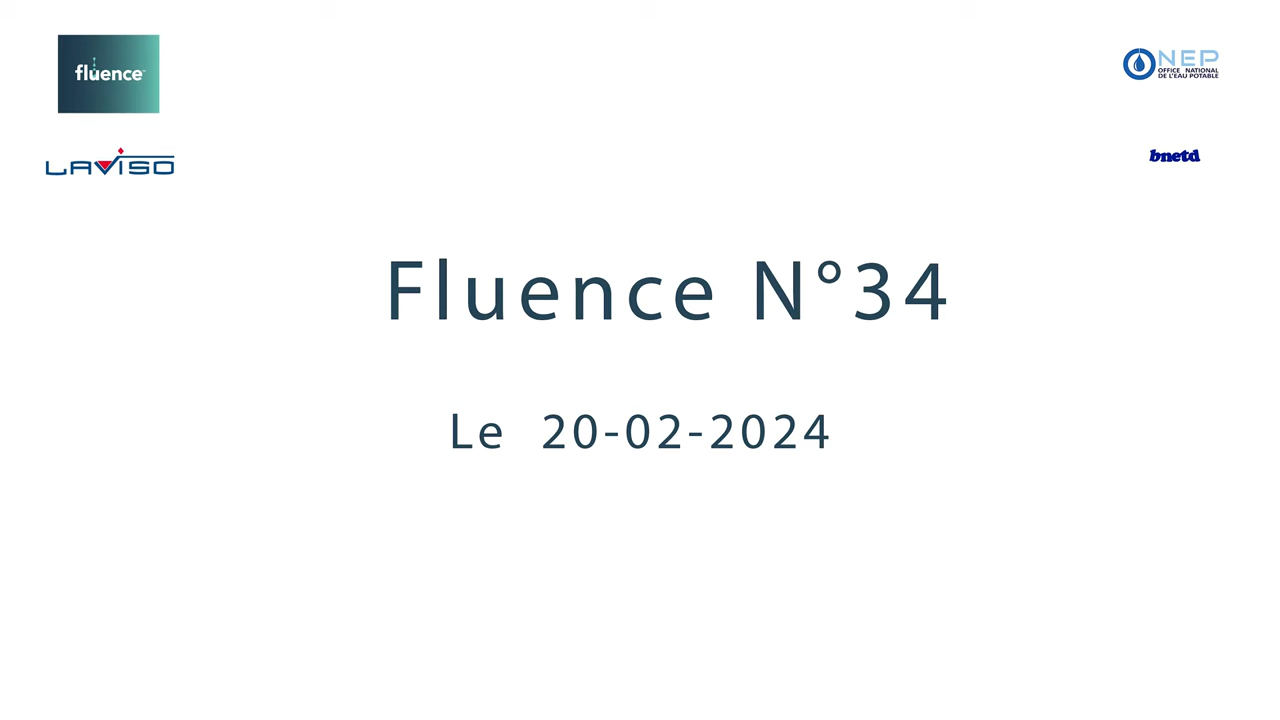 fluence
ONEP
OFFICE NATIONAL
DE L'EAU POTABLE
LAVISO
bnetd
Fluence N°34
Le 20-02-2024